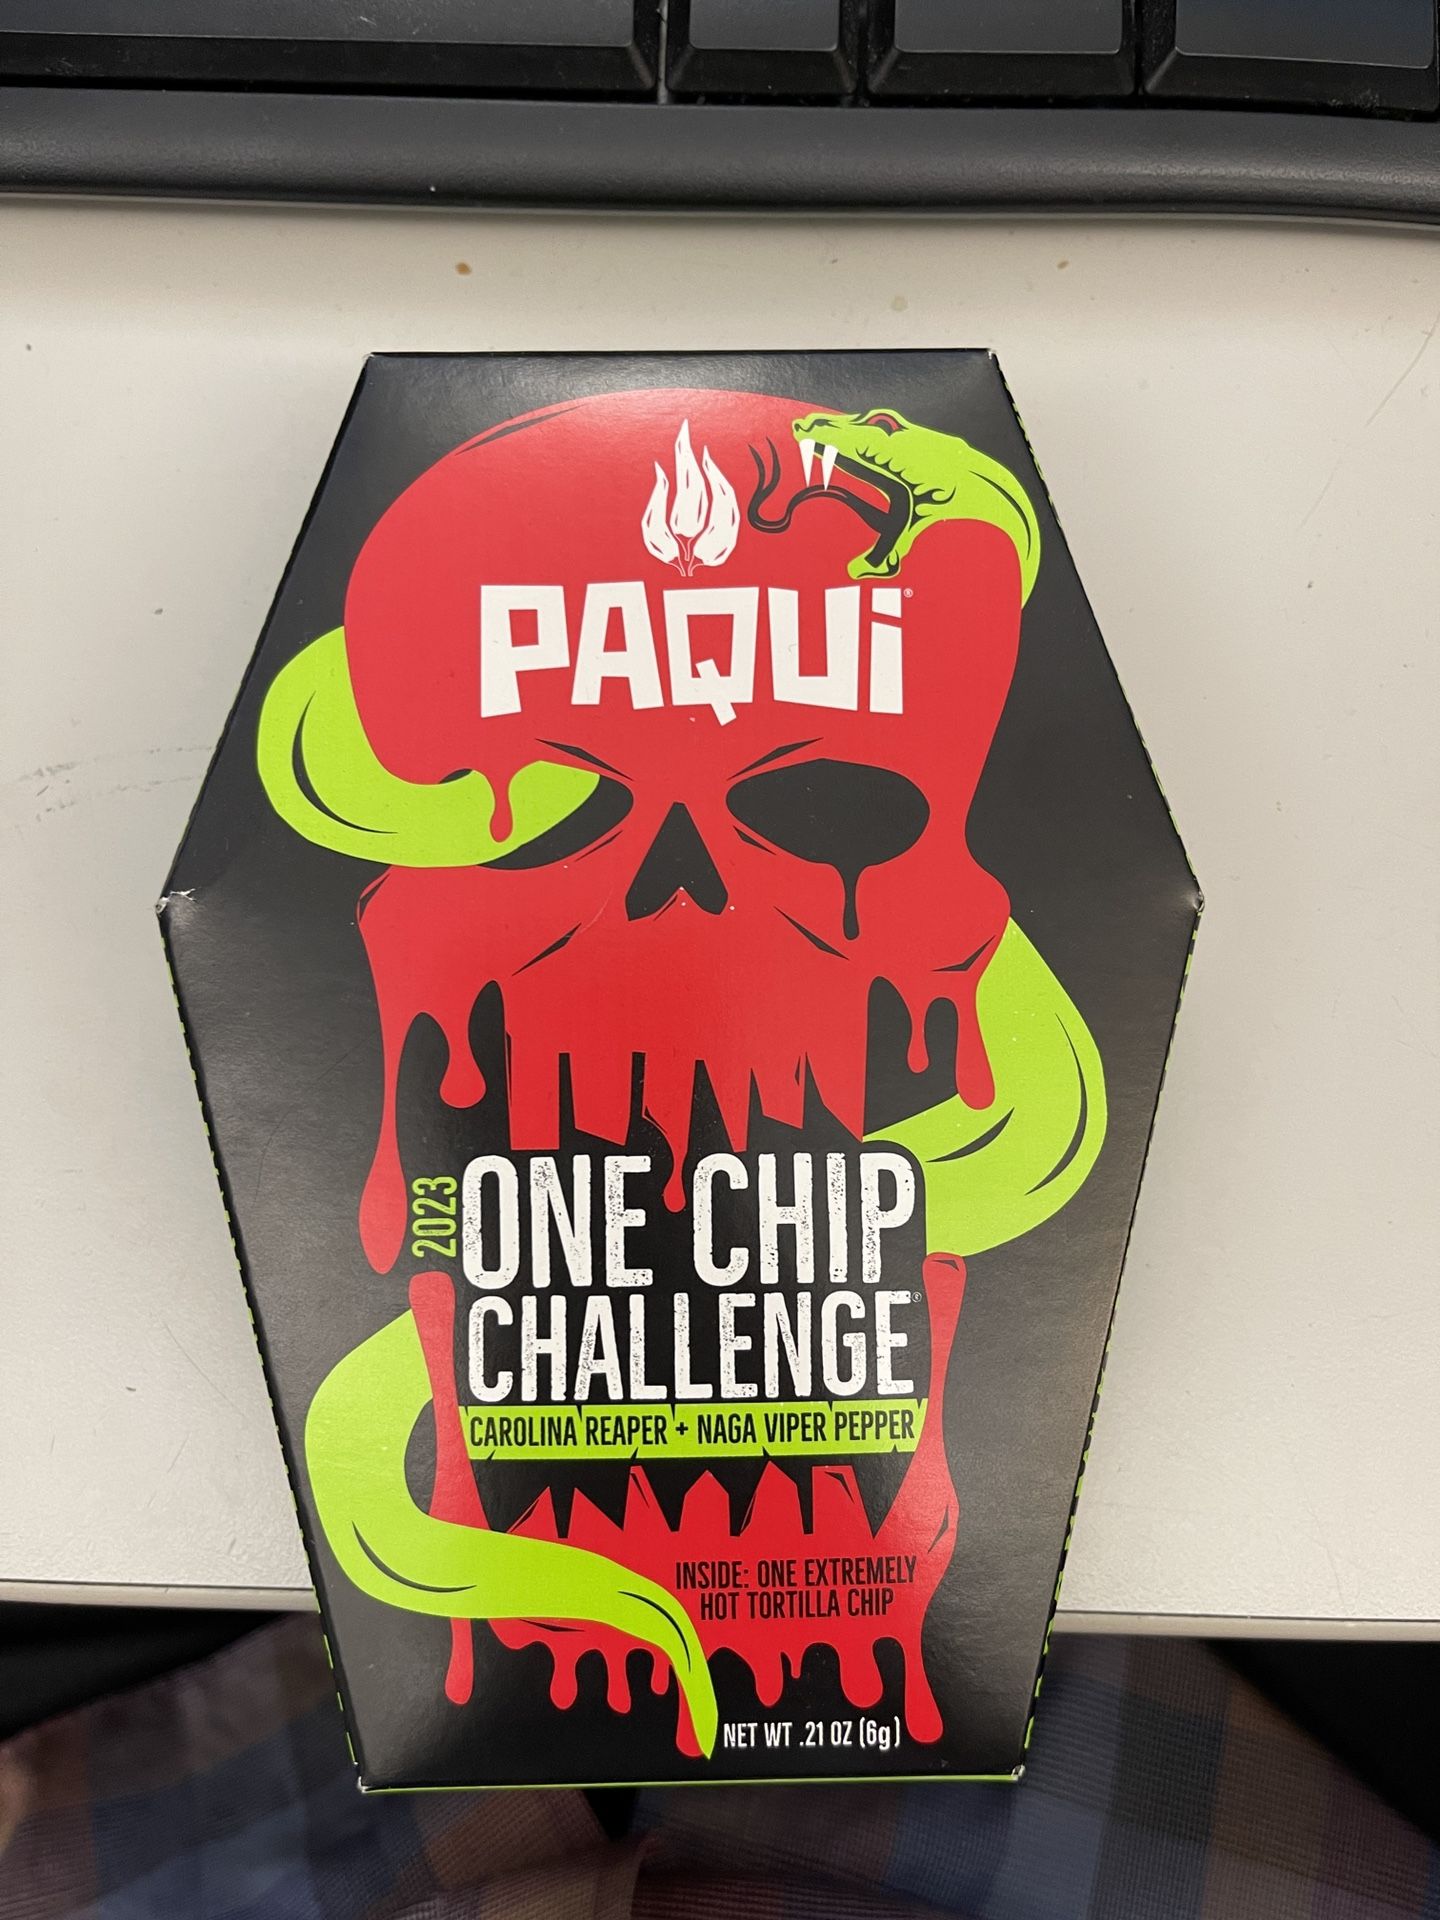 PAQUI®
2023
ONE CHIP
CHALLENGE®
CAROLINA REAPER + NAGA VIPER PEPPER
INSIDE: ONE EXTREMELY
HOT TORTILLA CHIP
NET WT .21 OZ (6g)